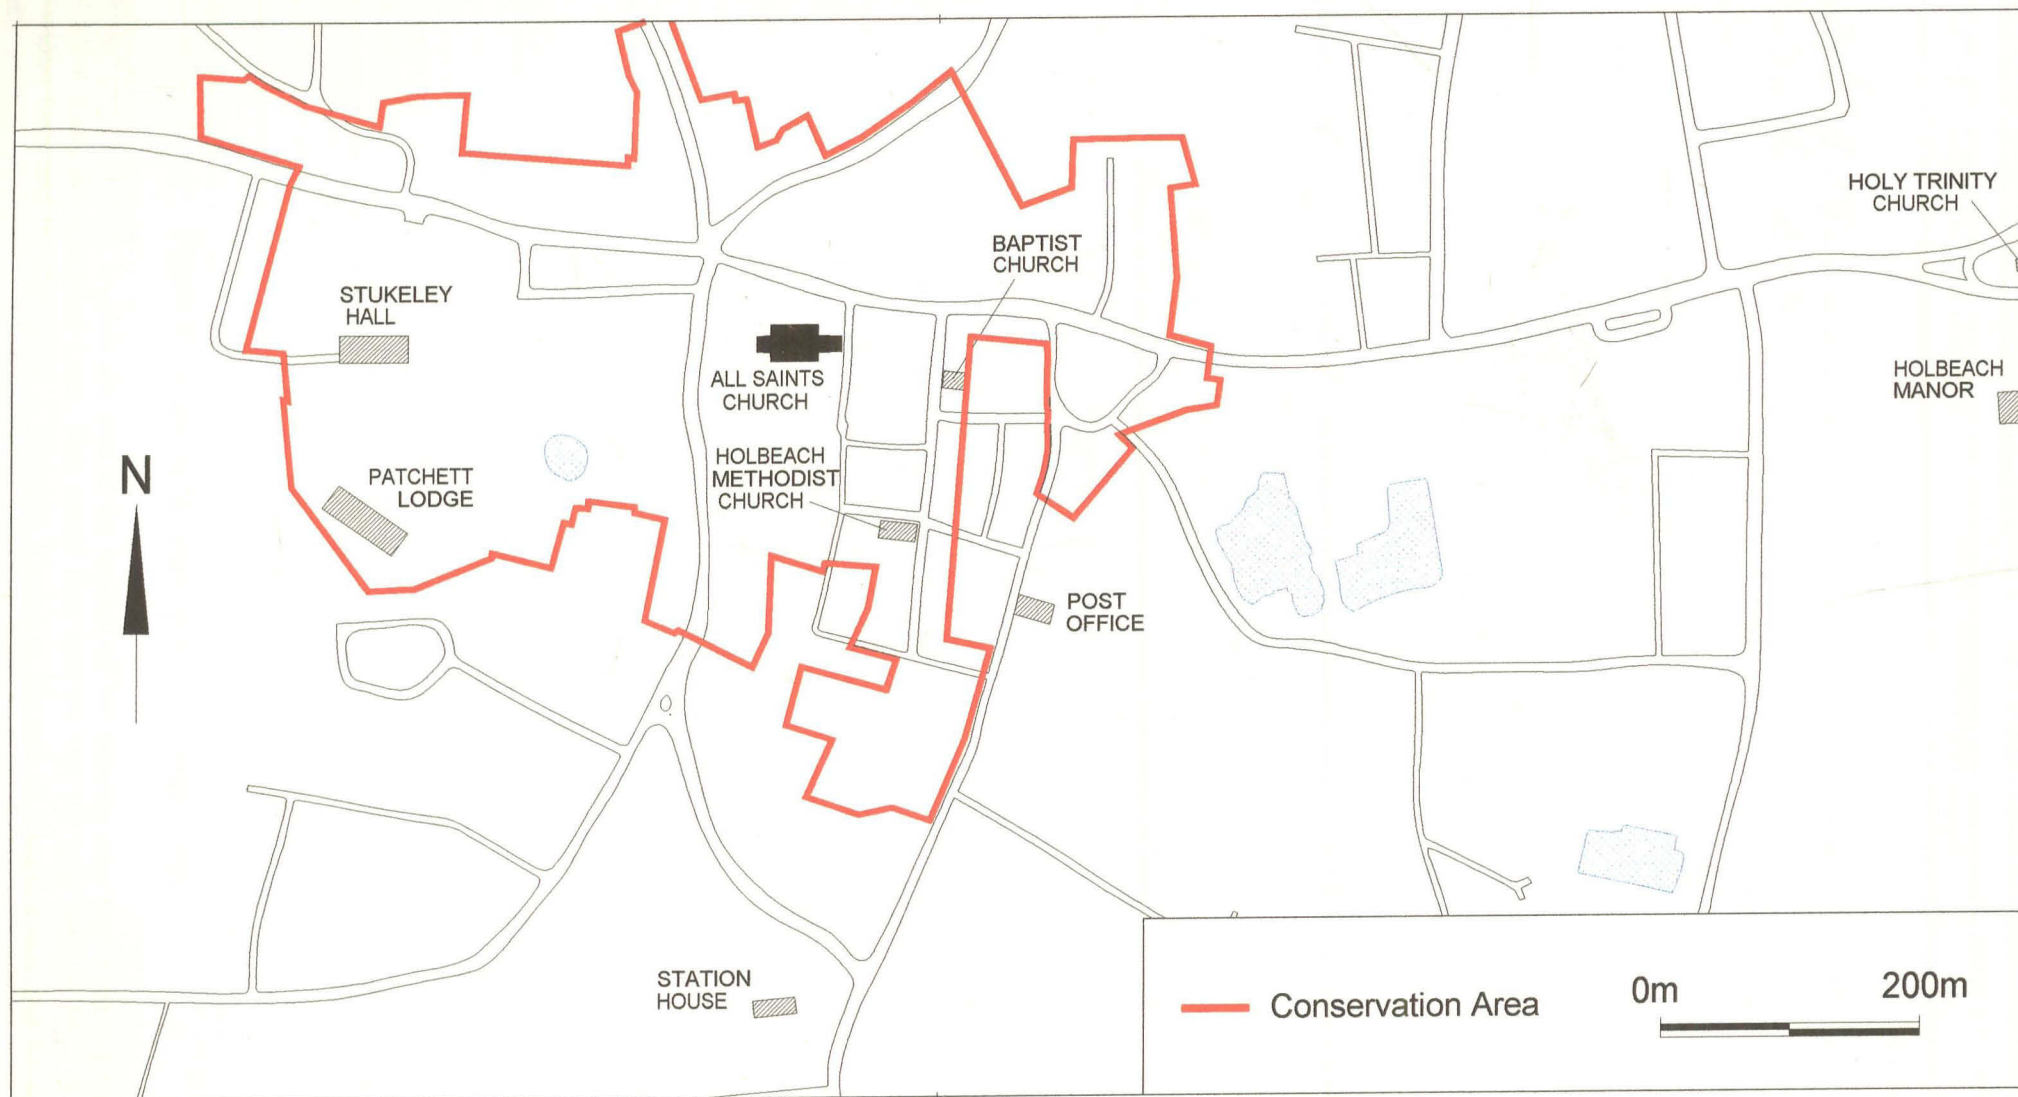 HOLY TRINITY
CHURCH
BAPTIST
CHURCH
STUKELEY
HALL
ALL SAINTS
CHURCH
HOLBEACH
MANOR
N
PATCHETT
LODGE
HOLBEACH
METHODIST
CHURCH
POST
OFFICE
STATION
HOUSE
Conservation Area
0m 200m